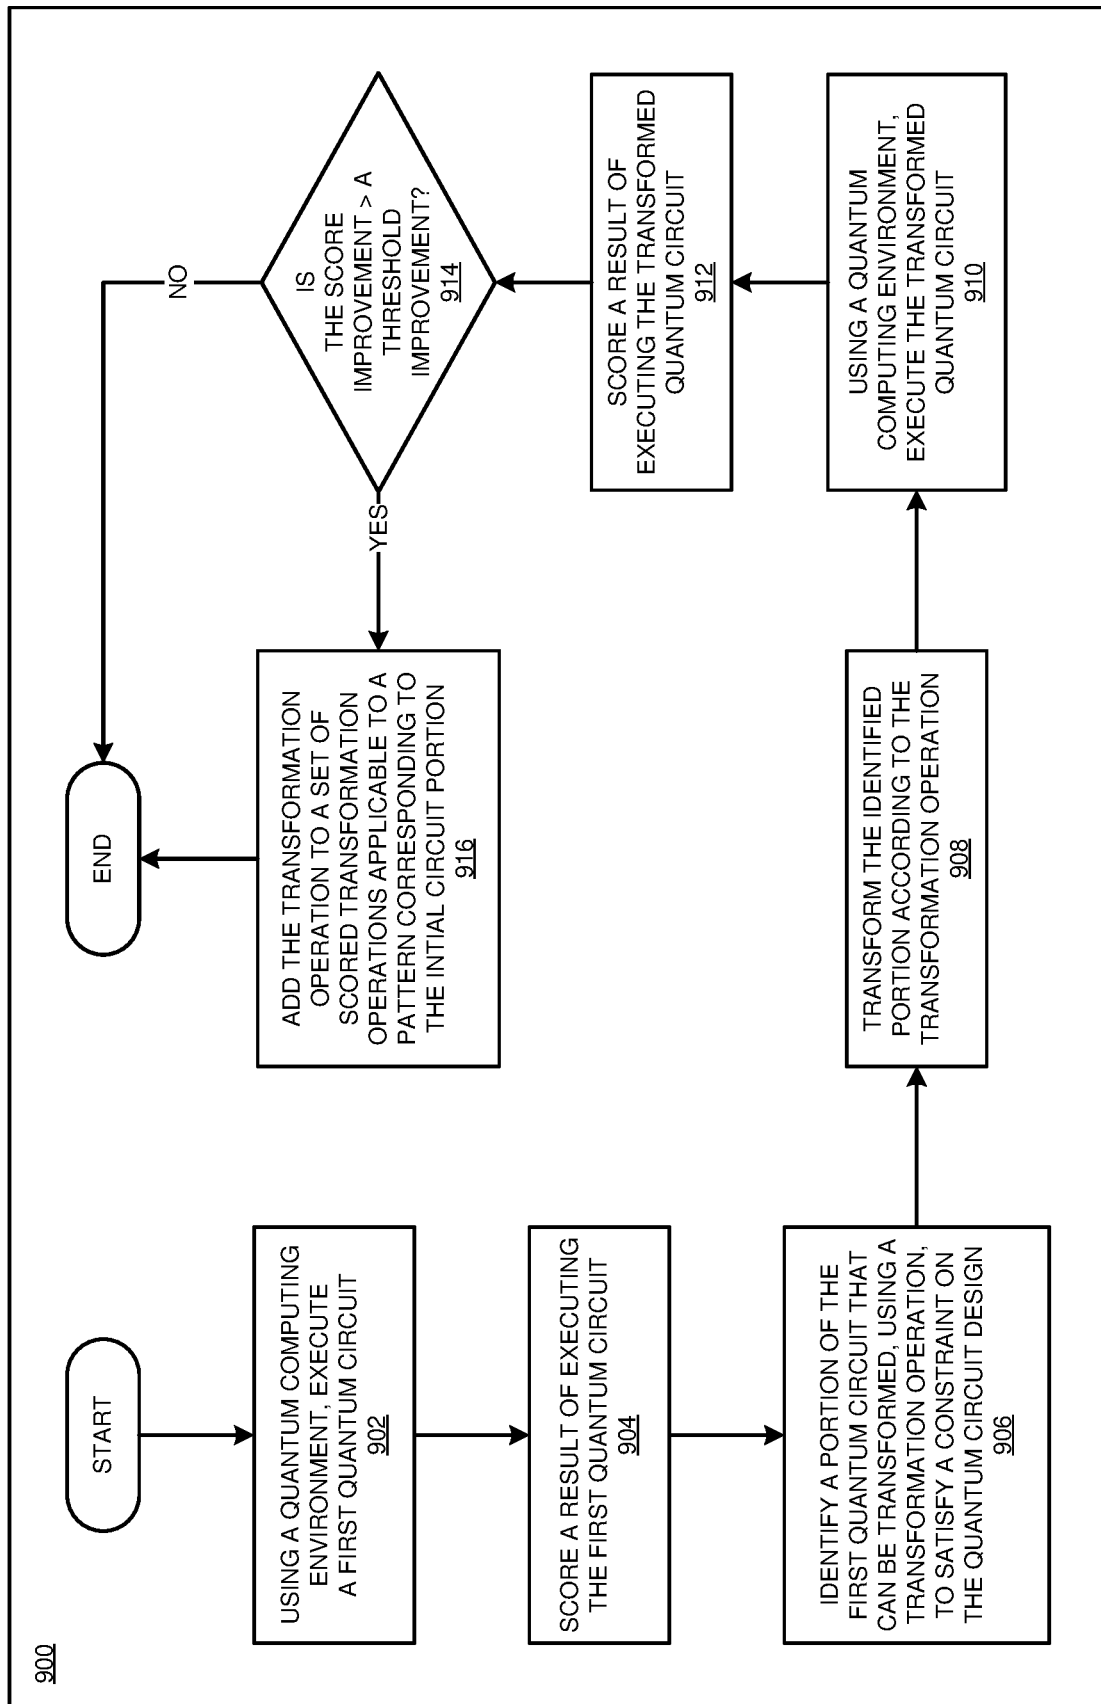 900
START
USING A QUANTUM COMPUTING
ENVIRONMENT, EXECUTE
A FIRST QUANTUM CIRCUIT
902
SCORE A RESULT OF EXECUTING
THE FIRST QUANTUM CIRCUIT
904
IDENTIFY A PORTION OF THE
FIRST QUANTUM CIRCUIT THAT
CAN BE TRANSFORMED, USING A
TRANSFORMATION OPERATION,
TO SATISFY A CONSTRAINT ON
THE QUANTUM CIRCUIT DESIGN
906
TRANSFORM THE IDENTIFIED
PORTION ACCORDING TO THE
TRANSFORMATION OPERATION
908
USING A QUANTUM
COMPUTING ENVIRONMENT,
EXECUTE THE TRANSFORMED
QUANTUM CIRCUIT
910
SCORE A RESULT OF
EXECUTING THE TRANSFORMED
QUANTUM CIRCUIT
912
IS
THE SCORE
IMPROVEMENT > A
THRESHOLD
IMPROVEMENT?
914
YES
NO
ADD THE TRANSFORMATION
OPERATION TO A SET OF
SCORED TRANSFORMATION
OPERATIONS APPLICABLE TO A
PATTERN CORRESPONDING TO
THE INTIAL CIRCUIT PORTION
916
END